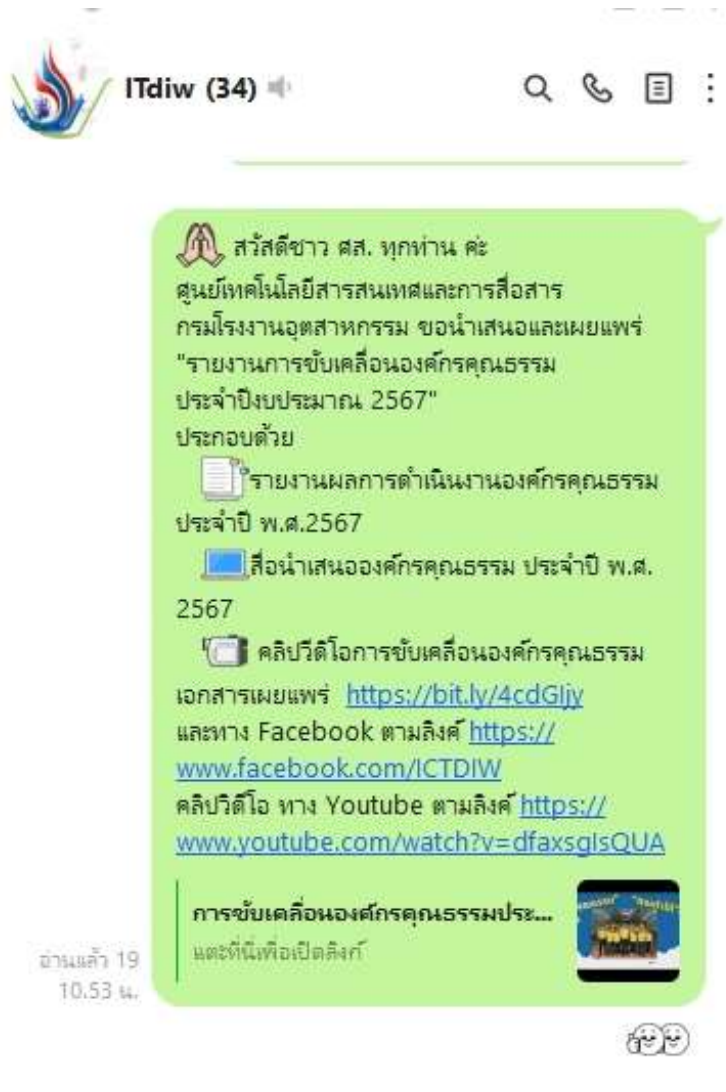 ITdiw (34)
สวัสดีชาว ศส. ทุกท่าน ค่ะ
ศูนย์เทคโนโลยีสารสนเทศและการสื่อสาร
กรมโรงงานอุตสาหกรรม ขอนำเสนอและเผยแพร่
"รายงานการขับเคลื่อนองค์กรคุณธรรม
ประจำปีงบประมาณ 2567"
ประกอบด้วย
รายงานผลการดำเนินงานองค์กรคุณธรรม
ประจำปี พ.ศ.2567
สื่อนำเสนอองค์กรคุณธรรม ประจำปี พ.ศ.
2567
คลิปวีดิโอการขับเคลื่อนองค์กรคุณธรรม
เอกสารเผยแพร่ https://bit.ly/4cdGljy
และทาง Facebook ตามลิงค์ https://
www.facebook.com/ICTDIW
คลิปวิดีโอ ทาง Youtube ตามลิงค์ https://
www.youtube.com/watch?v=dfaxsglsQUA
การขับเคลื่อนองค์กรคุณธรรมประ...
แตะที่นี่เพื่อเปิดลิงก์
อ่านแล้ว 19
10.53 น.